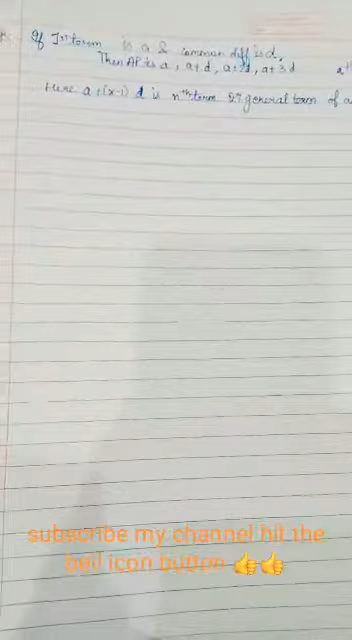 If Ist term is a & common diff is d,
Then AP is a, a+d, a+2d, a+3d
Here a+(x-1) d is nth term or general term of
subscribe my channel hit the
bell icon button 👍👍